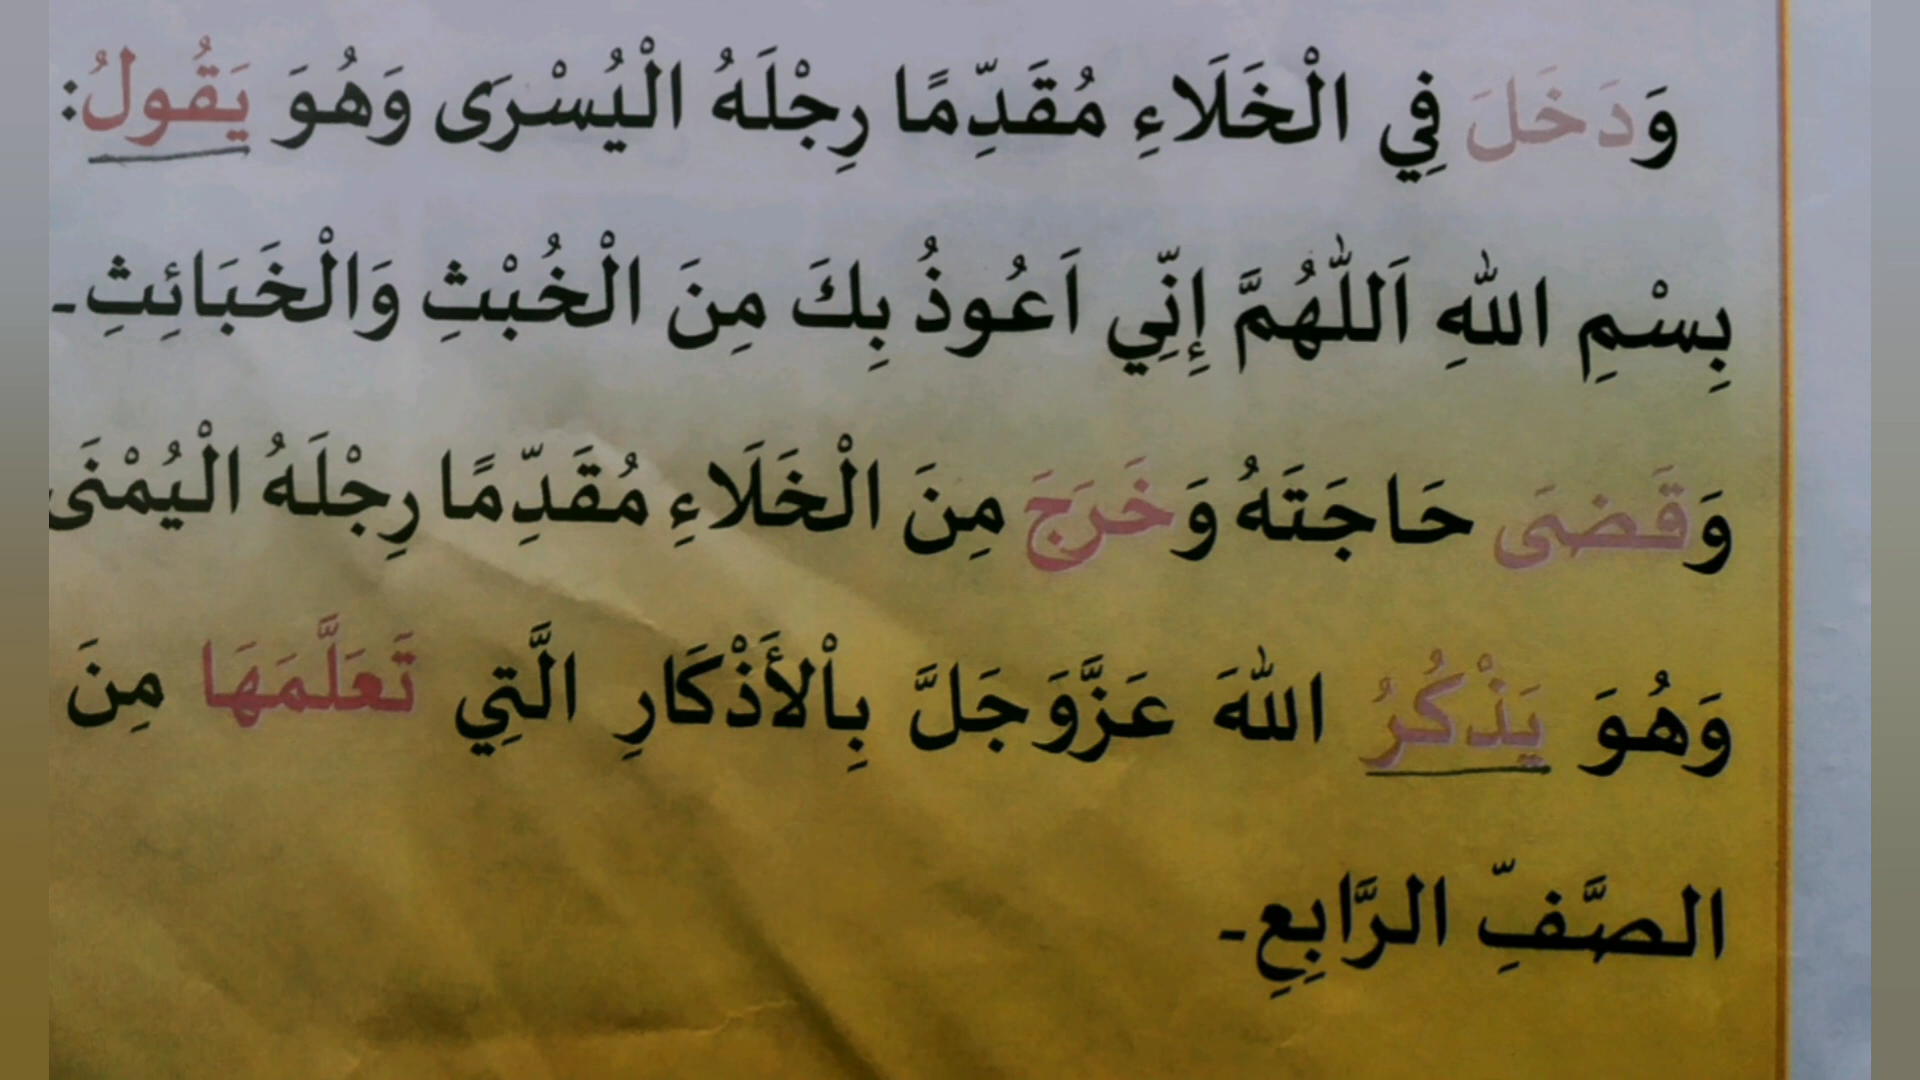 وَدَخَلَ فِي الْخَلَاءِ مُقَدِّمًا رِجْلَهُ الْيُسْرَى وَهُوَ يَقُولُ:
بِسْمِ اللهِ اَللّٰهُمَّ إِنِّي اَعُوذُ بِكَ مِنَ الْخُبْثِ وَالْخَبَائِثِ۔
وَقَضَى حَاجَتَهُ وَخَرَجَ مِنَ الْخَلَاءِ مُقَدِّمًا رِجْلَهُ الْيُمْنَى
وَهُوَ يَذْكُرُ اللهَ عَزَّوَجَلَّ بِاْلأَذْكَارِ الَّتِي تَعَلَّمَهَا مِنَ
الصَّفِّ الرَّابِعِ۔